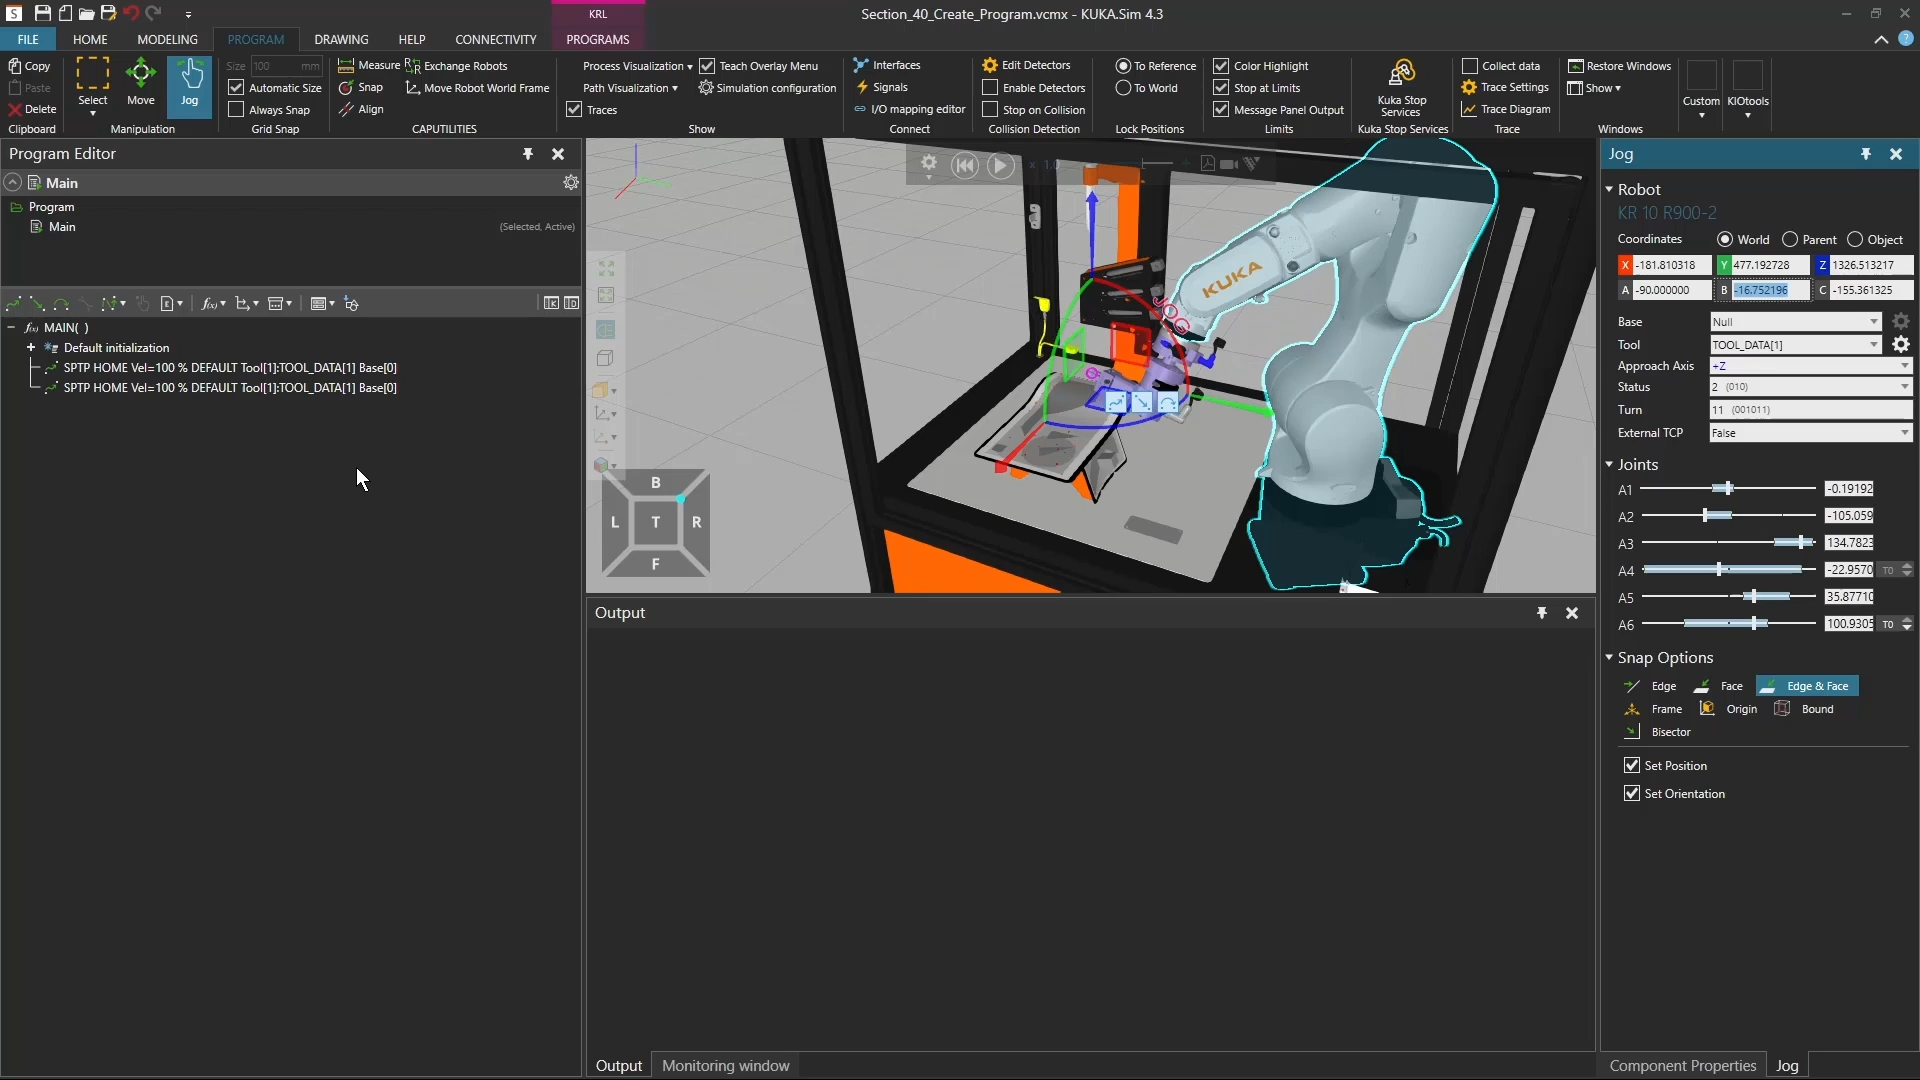 KRL
Section_40_Create_Program.vcmx - KUKA.Sim 4.3
FILE HOME MODELING PROGRAM DRAWING HELP CONNECTIVITY PROGRAMS
Copy
Paste
Delete
Clipboard
Select
Move
Jog
Manipulation
Size 100 mm
Automatic Size
Always Snap
Grid Snap
Measure
Snap
Align
Exchange Robots
Move Robot World Frame
CAPUTILITIES
Process Visualization
Path Visualization
Traces
Teach Overlay Menu
Simulation configuration
Show
Interfaces
Signals
I/O mapping editor
Connect
Edit Detectors
Enable Detectors
Stop on Collision
Collision Detection
To Reference
To World
Lock Positions
Color Highlight
Stop at Limits
Message Panel Output
Limits
Kuka Stop
Services
Kuka Stop Services
Collect data
Trace Settings
Trace Diagram
Trace
Restore Windows
Show
Windows
Custom
KIOtools
Program Editor
Main
Program
Main (Selected, Active)
MAIN( )
Default initialization
SPTP HOME Vel=100 % DEFAULT Tool[1]:TOOL_DATA[1] Base[0]
SPTP HOME Vel=100 % DEFAULT Tool[1]:TOOL_DATA[1] Base[0]
x 1.0
KUKA
B
L T R
F
Output
Output Monitoring window
Jog
Robot
KR 10 R900-2
Coordinates World Parent Object
X -181.810318 Y 477.192728 Z 1326.513217
A -90.000000 B -16.752196 C -155.361325
Base Null
Tool TOOL_DATA[1]
Approach Axis +Z
Status 2 (010)
Turn 11 (001011)
External TCP False
Joints
A1 -0.19192
A2 -105.059
A3 134.7823
A4 -22.9570 T0
A5 35.87710
A6 100.9305 T0
Snap Options
Edge Face Edge & Face
Frame Origin Bound
Bisector
Set Position
Set Orientation
Component Properties Jog